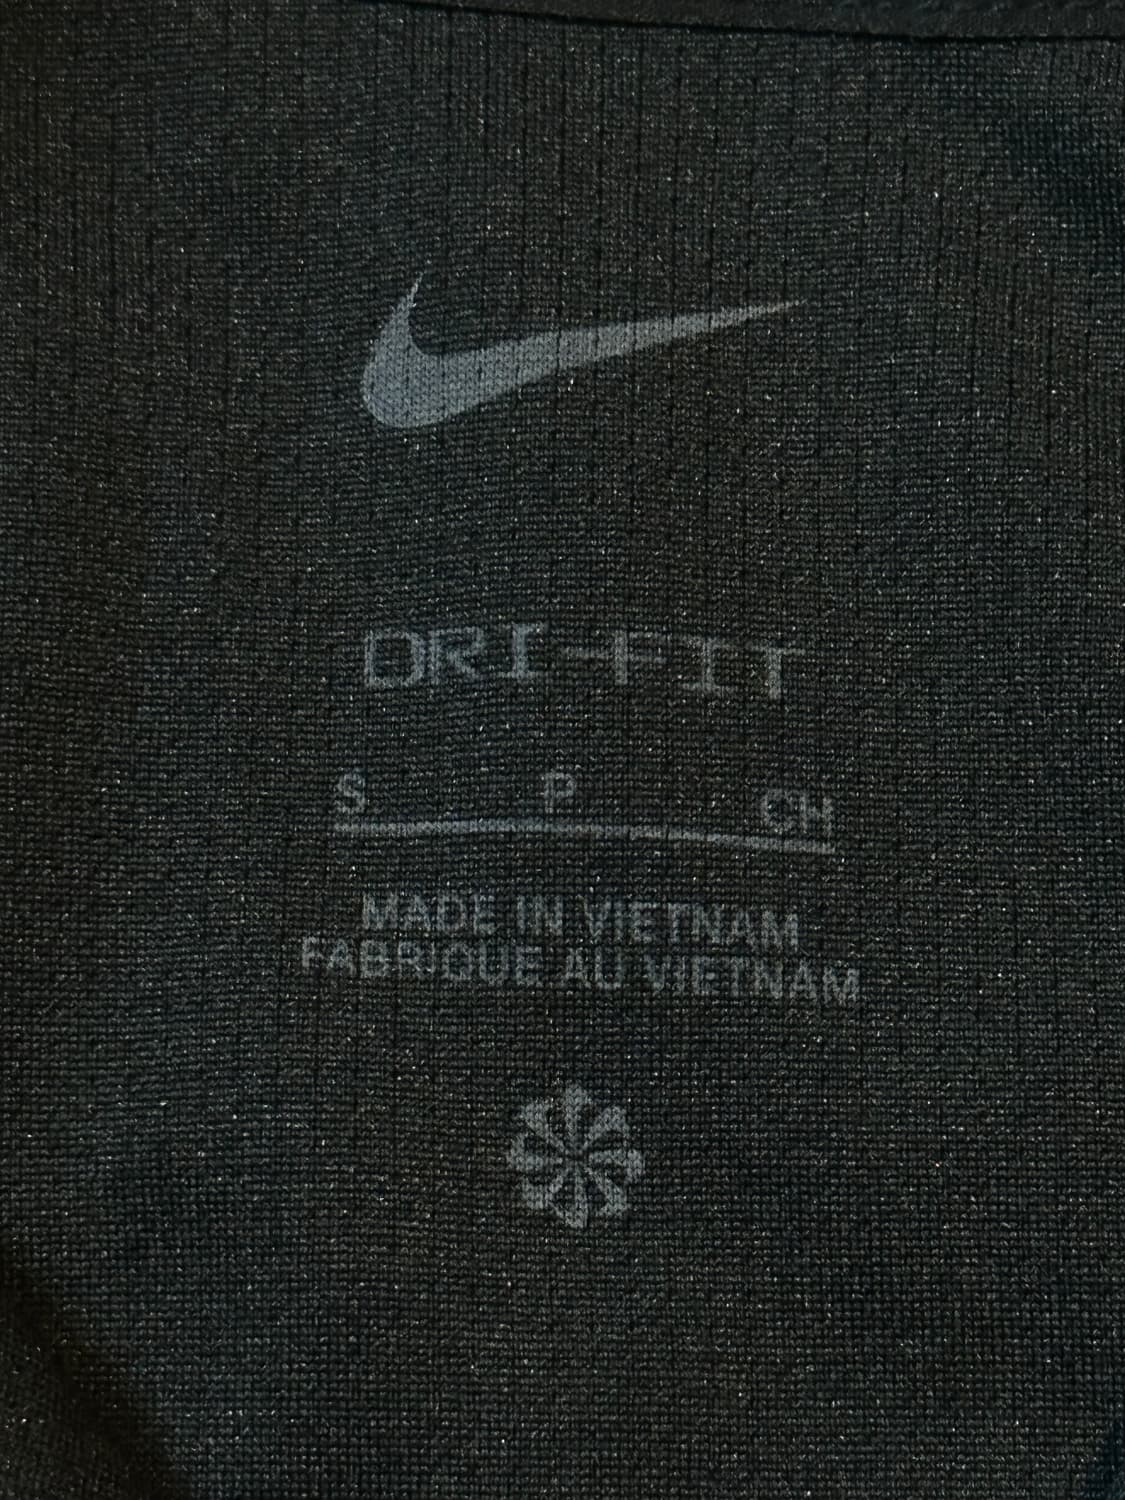 DRI-FIT
S P CH
MADE IN VIETNAM
FABRIQUE AU VIETNAM